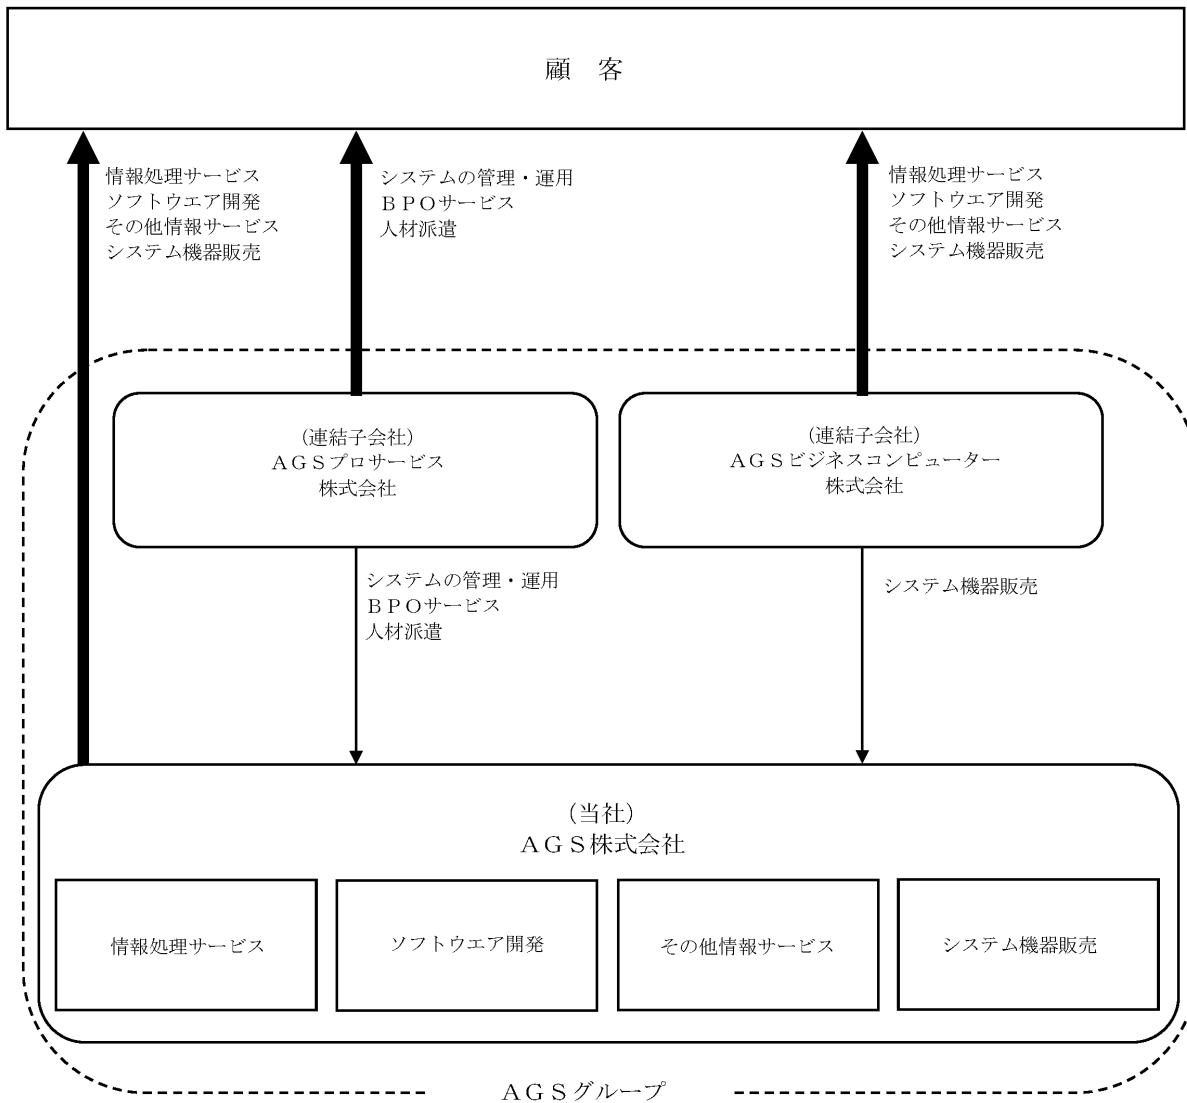 顧　客
情報処理サービス
ソフトウエア開発
その他情報サービス
システム機器販売
システムの管理・運用
ＢＰＯサービス
人材派遣
情報処理サービス
ソフトウエア開発
その他情報サービス
システム機器販売
（連結子会社）
ＡＧＳプロサービス
株式会社
（連結子会社）
ＡＧＳビジネスコンピューター
株式会社
システムの管理・運用
ＢＰＯサービス
人材派遣
システム機器販売
（当社）
ＡＧＳ株式会社
情報処理サービス
ソフトウエア開発
その他情報サービス
システム機器販売
ＡＧＳグループ